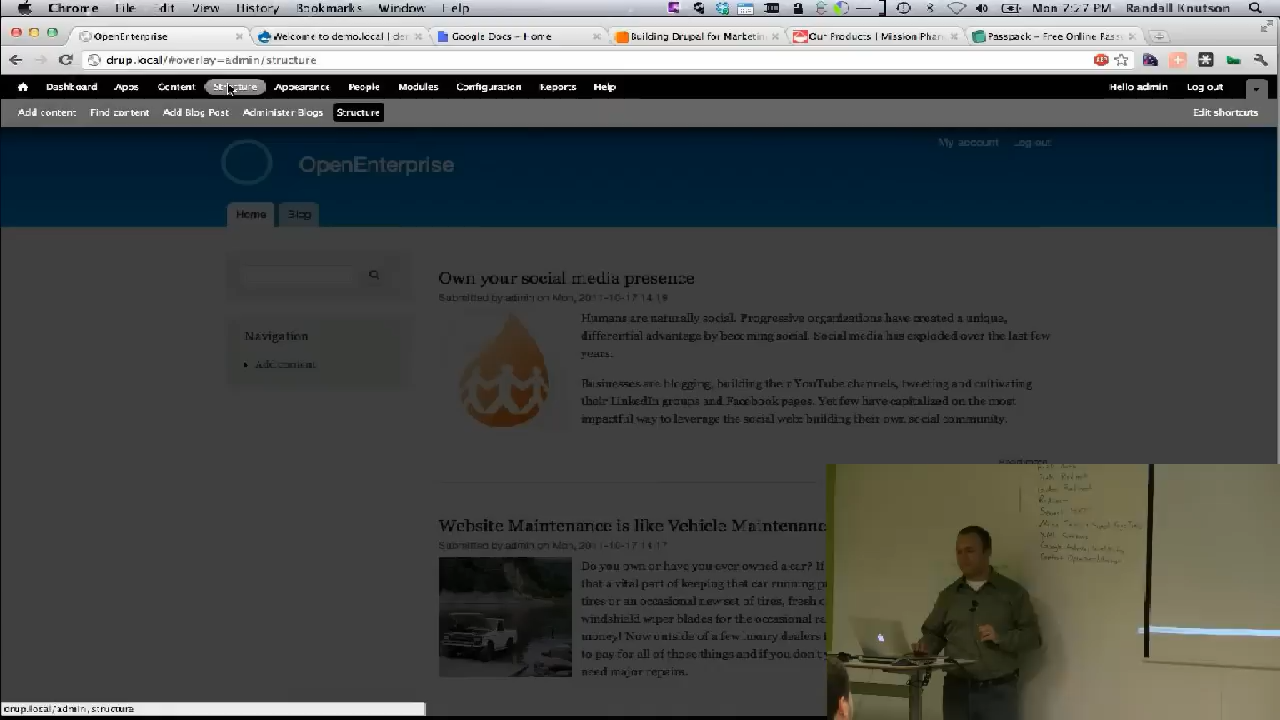 Chrome File Edit View History Bookmarks Window Help Mon 7:27 PM Randall Knutson
OpenEnterprise Welcome to demo.local | der Google Docs – Home Building Drupal for Marketin Our Products | Mission Phar Passpack – Free Online Pass
drup.local/#overlay=admin/structure
Dashboard Apps Content Structure Appearance People Modules Configuration Reports Help Hello admin Log out
Add content Find content Add Blog Post Administer Blogs Structure Edit shortcuts
My account Log out
OpenEnterprise
Home Blog
Own your social media presence
Submitted by admin on Mon, 2011-10-17 14:18
Humans are naturally social. Progressive organizations have created a unique,
differential advantage by becoming social. Social media has exploded over the last few
years.
Navigation
Add content
Businesses are blogging, building their YouTube channels, tweeting and cultivating
their LinkedIn groups and Facebook pages. Yet few have capitalized on the most
impactful way to leverage the social web: building their own social community.
Read more
Website Maintenance is like Vehicle Maintenanc
Submitted by admin on Mon, 2011-10-17 14:17
Do you own or have you ever owned a car? If
that a vital part of keeping that car running p
tires or an occasional new set of tires, fresh c
windshield wiper blades for the occasional ra
money! Now outside of a few luxury dealers
to pay for all of those things and if you don't
need major repairs.
drup.local/admin/structure